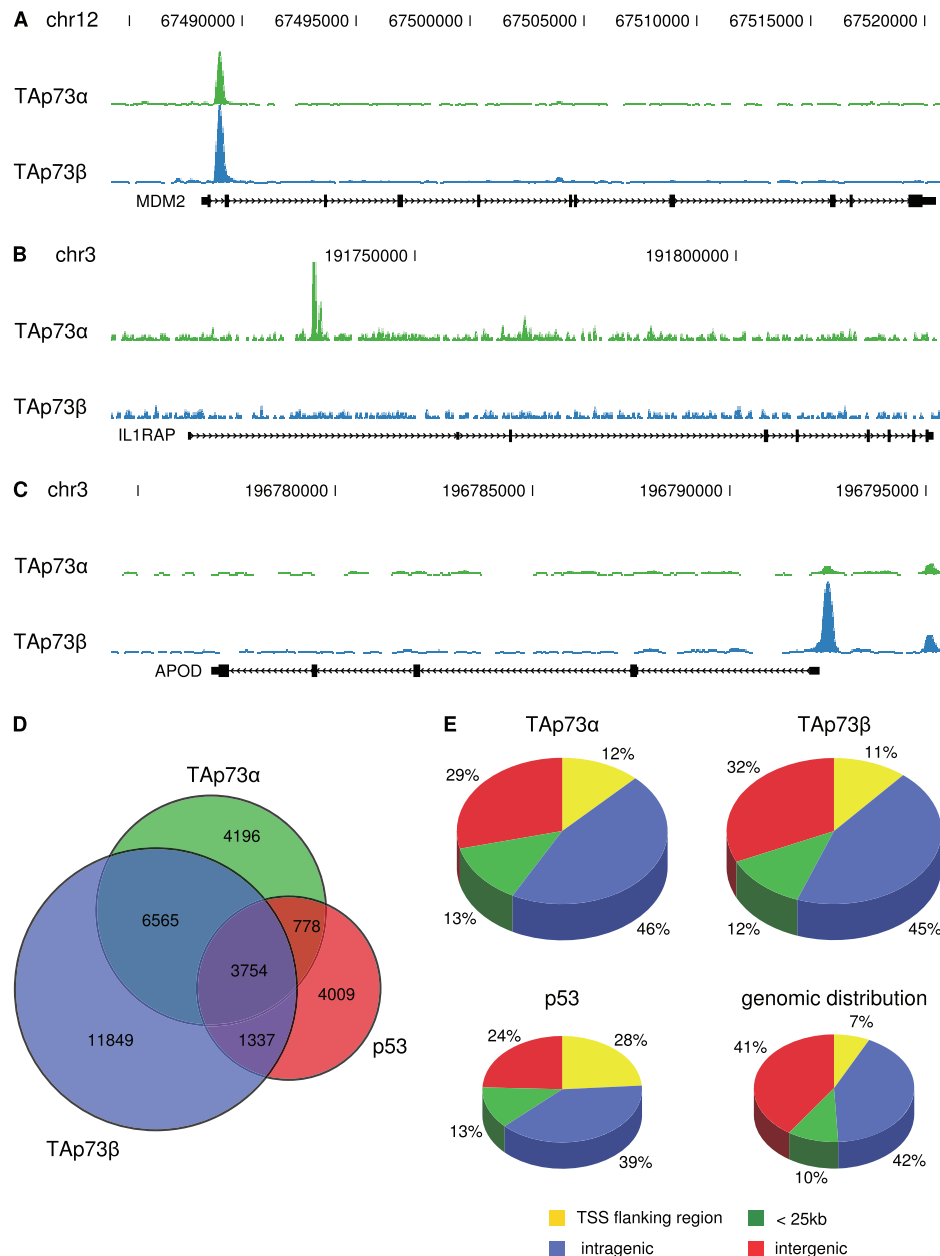 A chr12 67490000 67495000 67500000 67505000 67510000 67515000 67520000
TAp73α
TAp73β
MDM2
B chr3 191750000 191800000
TAp73α
TAp73β
IL1RAP
C chr3 196780000 196785000 196790000 196795000
TAp73α
TAp73β
APOD
D
TAp73α
4196
6565
778
3754
4009
11849
1337
p53
TAp73β
E
TAp73α
12%
29%
13%
46%
TAp73β
11%
32%
12%
45%
p53
24%
28%
13%
39%
genomic distribution
7%
41%
10%
42%
TSS flanking region
< 25kb
intragenic
intergenic